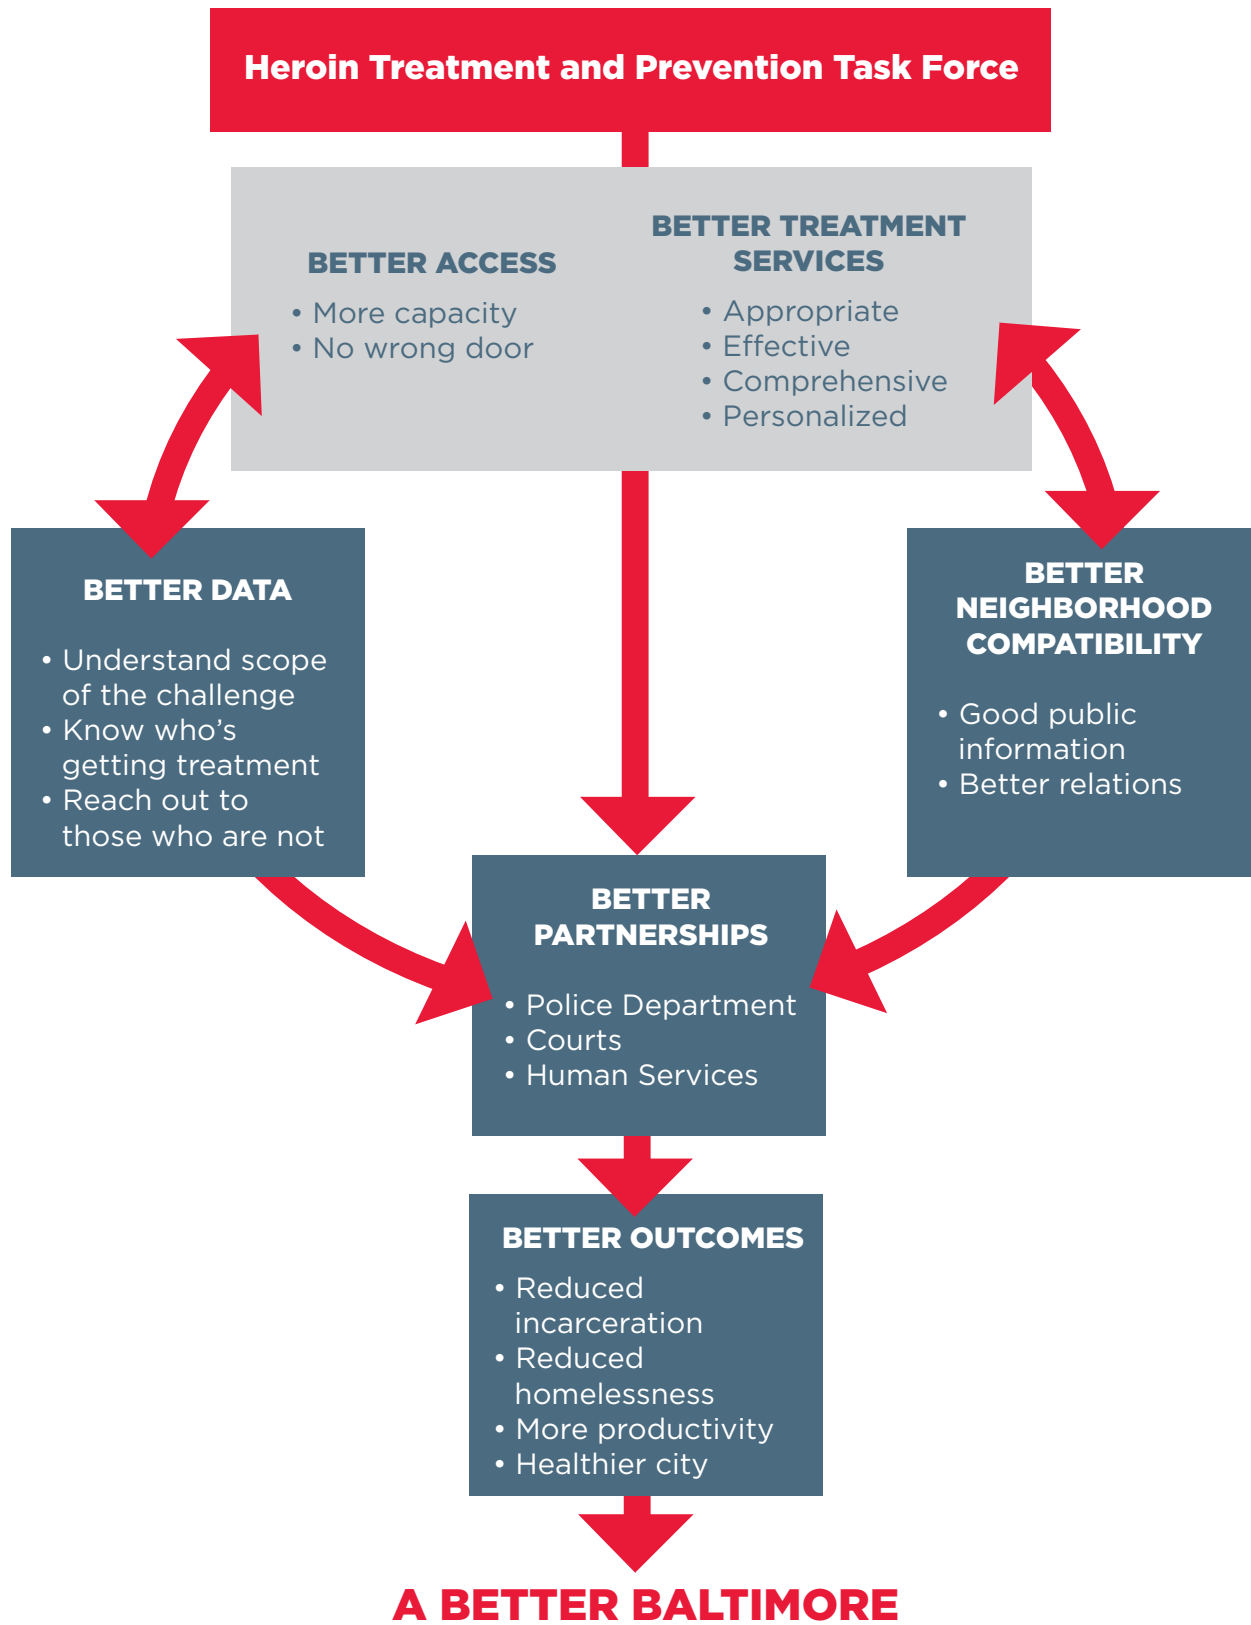 Heroin Treatment and Prevention Task Force
BETTER ACCESS
• More capacity
• No wrong door
BETTER TREATMENT
SERVICES
• Appropriate
• Effective
• Comprehensive
• Personalized
BETTER DATA
• Understand scope
of the challenge
• Know who's
getting treatment
• Reach out to
those who are not
BETTER
NEIGHBORHOOD
COMPATIBILITY
• Good public
information
• Better relations
BETTER
PARTNERSHIPS
• Police Department
• Courts
• Human Services
BETTER OUTCOMES
• Reduced
incarceration
• Reduced
homelessness
• More productivity
• Healthier city
A BETTER BALTIMORE